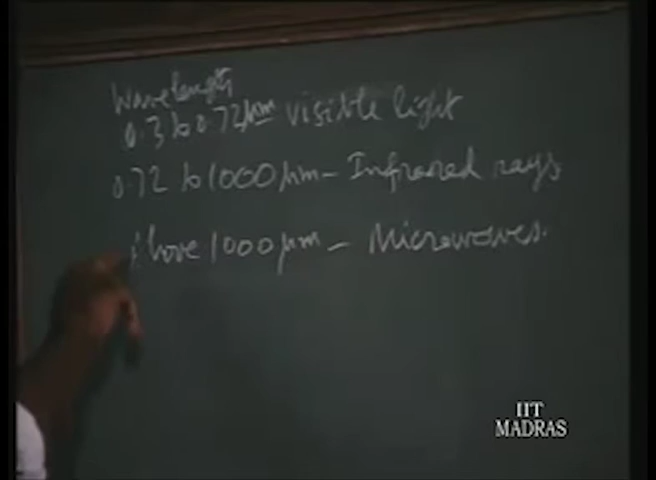 Wavelength
0.3 to 0.72 μm visible light
0.72 to 1000 μm - Infrared rays
Above 1000 μm - Microwaves.
IIT
MADRAS